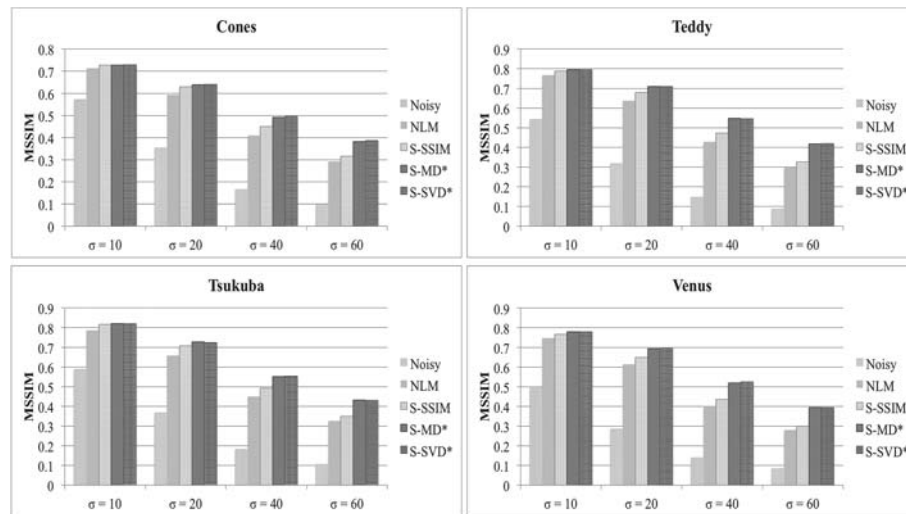 Cones
0.8
0.7
0.6
0.5
0.4
0.3
0.2
0.1
0
MSSIM
σ = 10 σ = 20 σ = 40 σ = 60
Noisy
NLM
S-SSIM
S-MD*
S-SVD*
Teddy
0.9
0.8
0.7
0.6
0.5
0.4
0.3
0.2
0.1
0
MSSIM
σ = 10 σ = 20 σ = 40 σ = 60
Noisy
NLM
S-SSIM
S-MD*
S-SVD*
Tsukuba
0.9
0.8
0.7
0.6
0.5
0.4
0.3
0.2
0.1
0
MSSIM
σ = 10 σ = 20 σ = 40 σ = 60
Noisy
NLM
S-SSIM
S-MD*
S-SVD*
Venus
0.9
0.8
0.7
0.6
0.5
0.4
0.3
0.2
0.1
0
MSSIM
σ = 10 σ = 20 σ = 40 σ = 60
Noisy
NLM
S-SSIM
S-MD*
S-SVD*